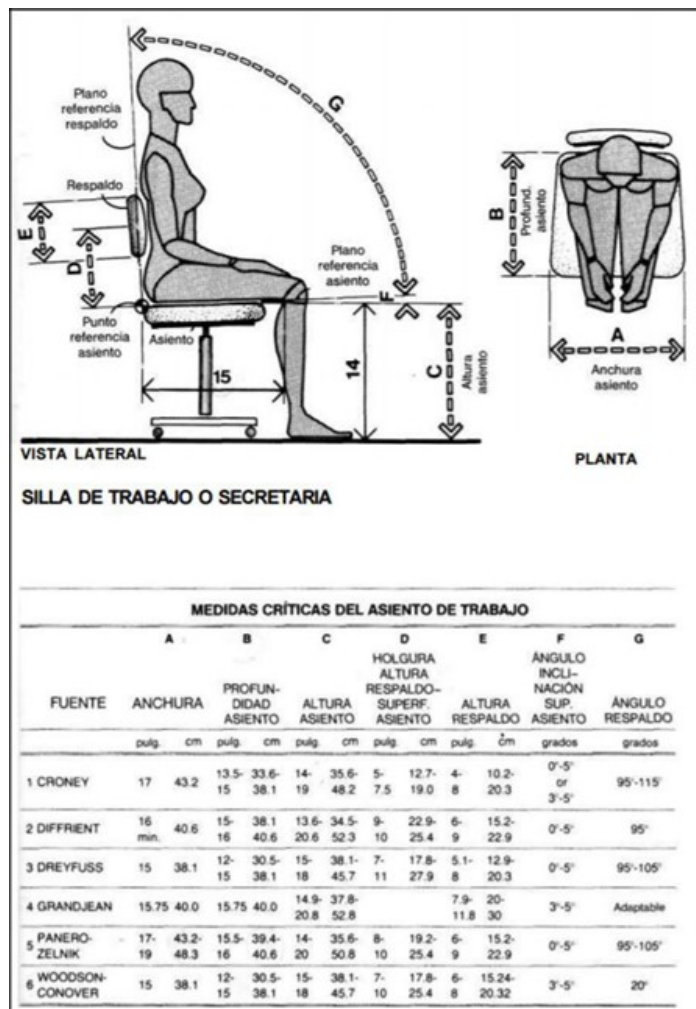 Plano
referencia
respaldo
G
Respaldo
E
D
Plano
referencia
asiento
F
Punto
referencia
asiento
Asiento
15
14
C
Altura
asiento
B
Profund.
asiento
A
Anchura
asiento
VISTA LATERAL
PLANTA
SILLA DE TRABAJO O SECRETARIA
MEDIDAS CRÍTICAS DEL ASIENTO DE TRABAJO
A B C D E F G
FUENTE ANCHURA PROFUN-DIDAD ASIENTO ALTURA ASIENTO HOLGURA ALTURA RESPALDO-SUPERF. ASIENTO ALTURA RESPALDO ÁNGULO INCLI-NACIÓN SUP. ASIENTO ÁNGULO RESPALDO
pulg. cm pulg. cm pulg. cm pulg. cm pulg. cm grados grados
1 CRONEY 17 43.2 13.5-15 33.6-38.1 14-19 35.6-48.2 5-7.5 12.7-19.0 4-8 10.2-20.3 0°-5° or 3°-5° 95°-115°
2 DIFFRIENT 16 min. 40.6 15-16 38.1-40.6 13.6-20.6 34.5-52.3 9-10 22.9-25.4 6-9 15.2-22.9 0°-5° 95°
3 DREYFUSS 15 38.1 12-15 30.5-38.1 15-18 38.1-45.7 7-11 17.8-27.9 5.1-8 12.9-20.3 0°-5° 95°-105°
4 GRANDJEAN 15.75 40.0 15.75 40.0 14.9-20.8 37.8-52.8 7.9-11.8 20-30 3°-5° Adaptable
5 PANERO-ZELNIK 17-19 43.2-48.3 15.5-16 39.4-40.6 14-20 35.6-50.8 8-10 19.2-25.4 6-9 15.2-22.9 0°-5° 95°-105°
6 WOODSON-CONOVER 15 38.1 12-15 30.5-38.1 15-18 38.1-45.7 7-10 17.8-25.4 6-8 15.24-20.32 3°-5° 20°